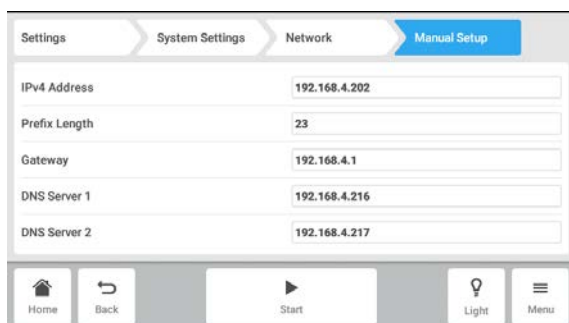 Settings System Settings Network Manual Setup
IPv4 Address 192.168.4.202
Prefix Length 23
Gateway 192.168.4.1
DNS Server 1 192.168.4.216
DNS Server 2 192.168.4.217
Home Back Start Light Menu